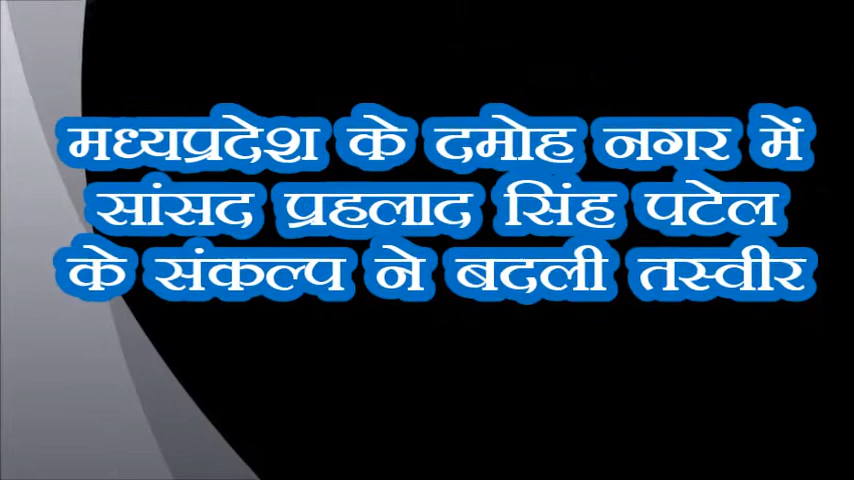 मध्यप्रदेश के दमोह नगर में
सांसद प्रहलाद सिंह पटेल
के संकल्प ने बदली तस्वीर